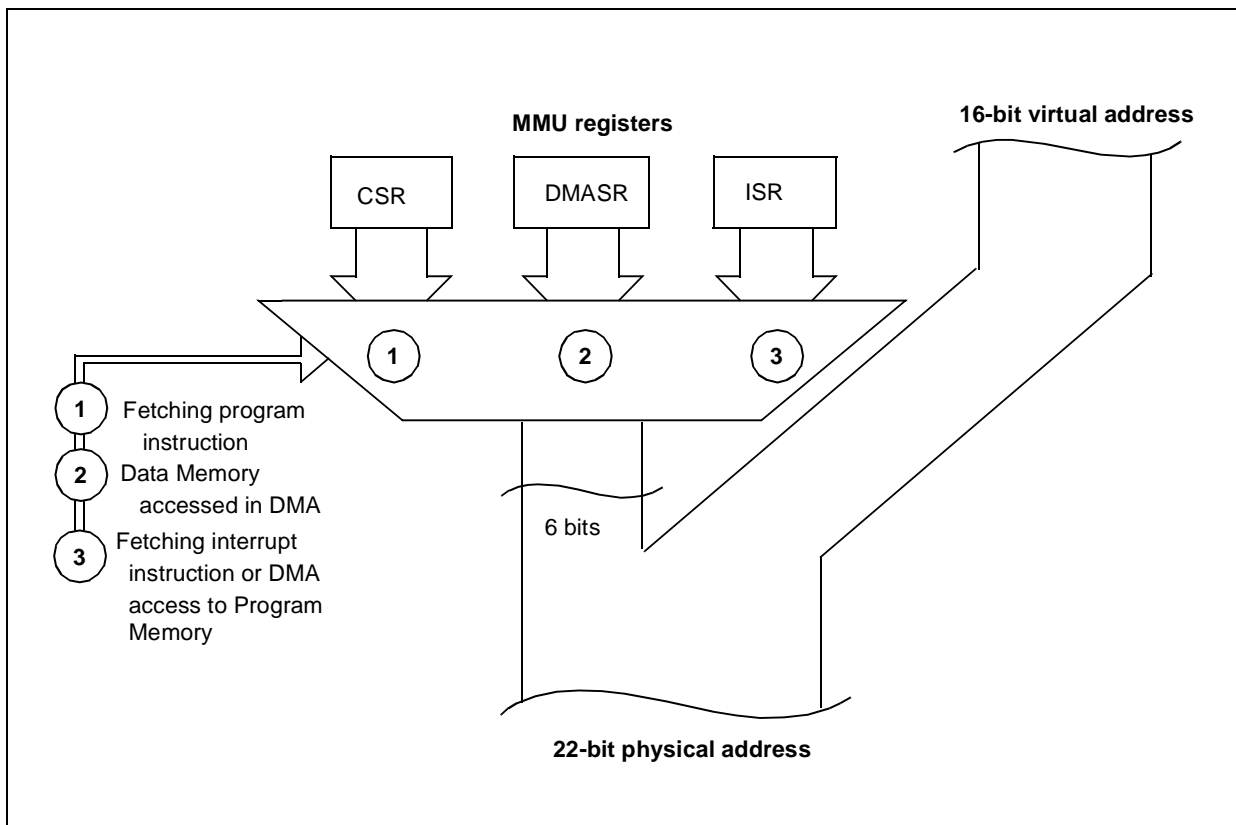 16-bit virtual address
MMU registers
CSR
DMASR
ISR
1
2
3
1
Fetching program
instruction
2
Data Memory
accessed in DMA
3
Fetching interrupt
instruction or DMA
access to Program
Memory
6 bits
22-bit physical address